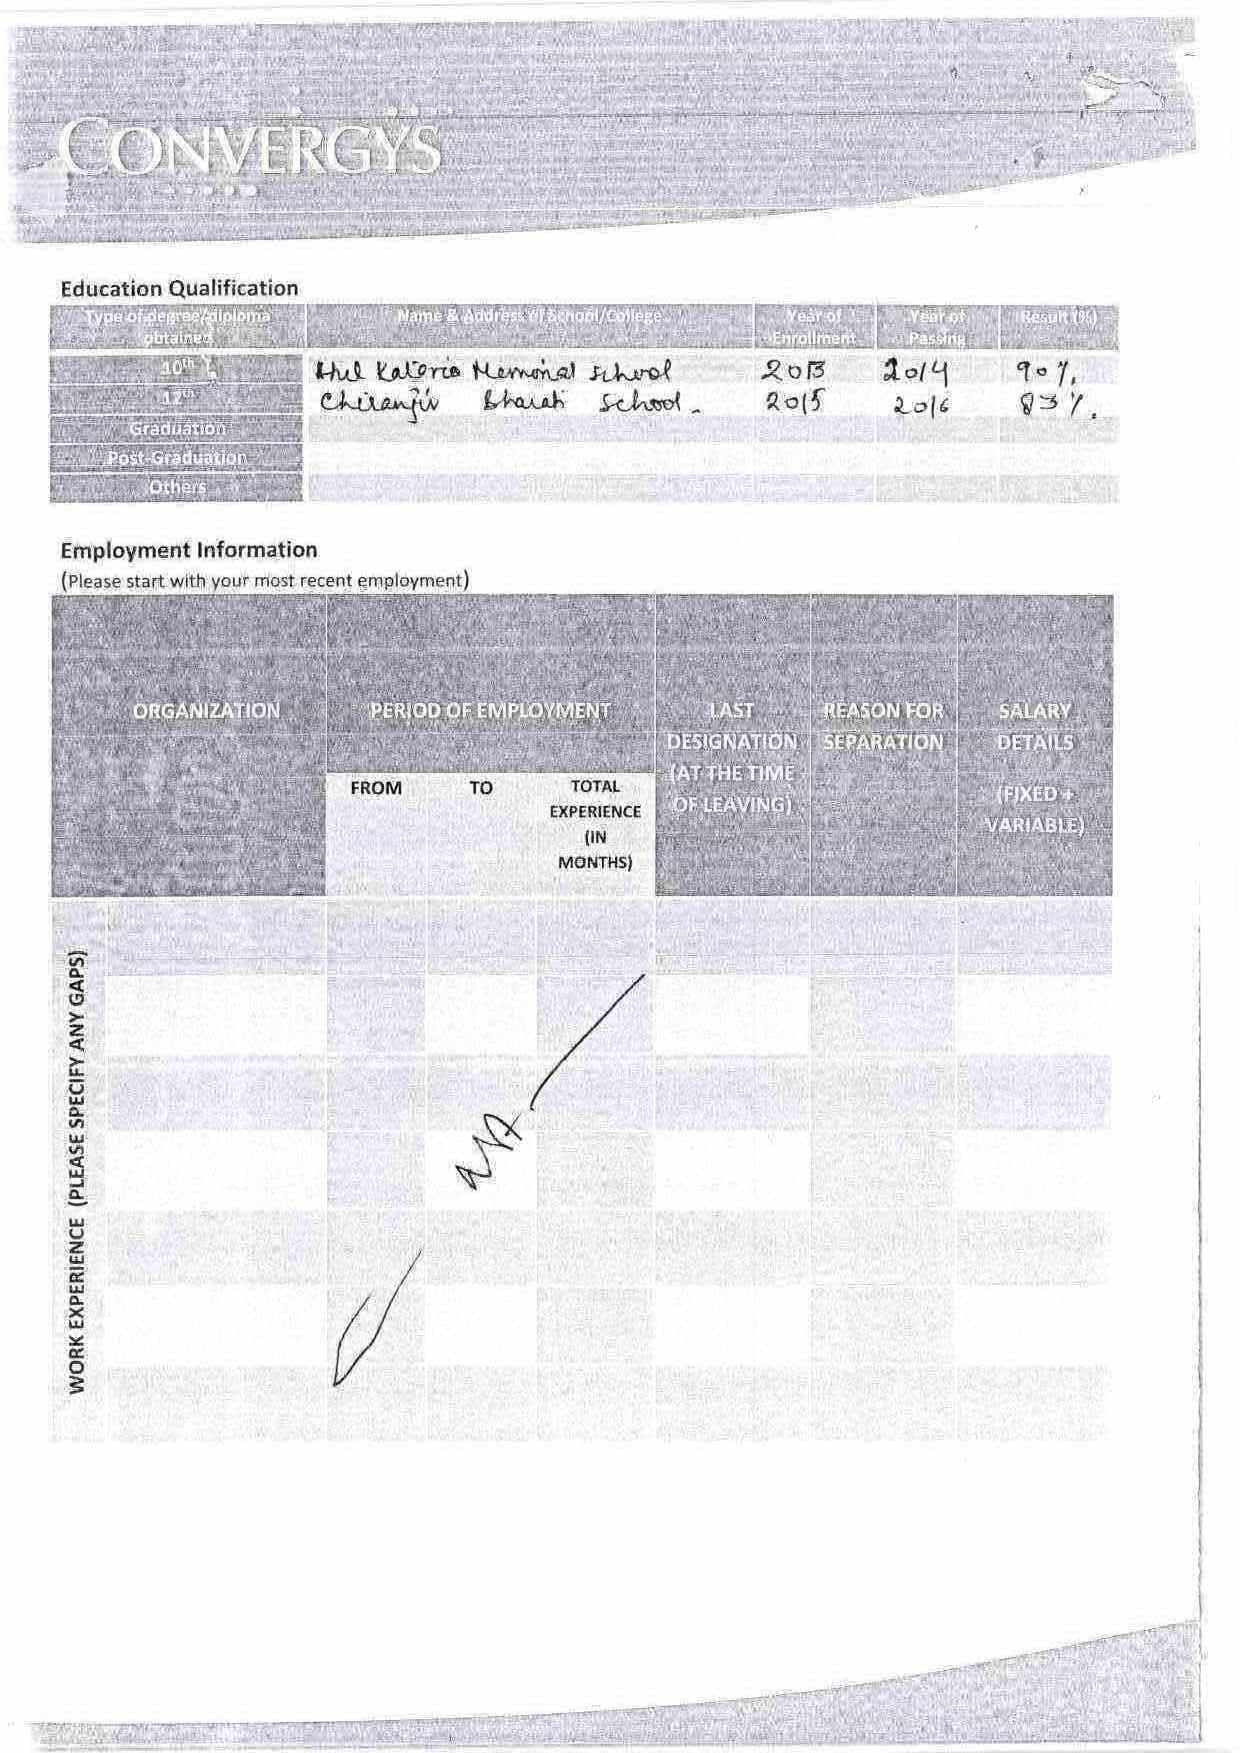 CONVERGYS
Education Qualification
Type of degree/diploma obtained Name & Address of School/College Year of Enrollment Year of Passing Result (%)
10th Kateria Memorial School 2013 2014 90%
12th Chiranjiv Bharati School. 2015 2016 83%.
Graduation
Post-Graduation
Others
Employment Information
(Please start with your most recent employment)
ORGANIZATION PERIOD OF EMPLOYMENT LAST DESIGNATION (AT THE TIME OF LEAVING) REASON FOR SEPARATION SALARY DETAILS (FIXED + VARIABLE)
FROM TO TOTAL EXPERIENCE (IN MONTHS)
WORK EXPERIENCE (PLEASE SPECIFY ANY GAPS)